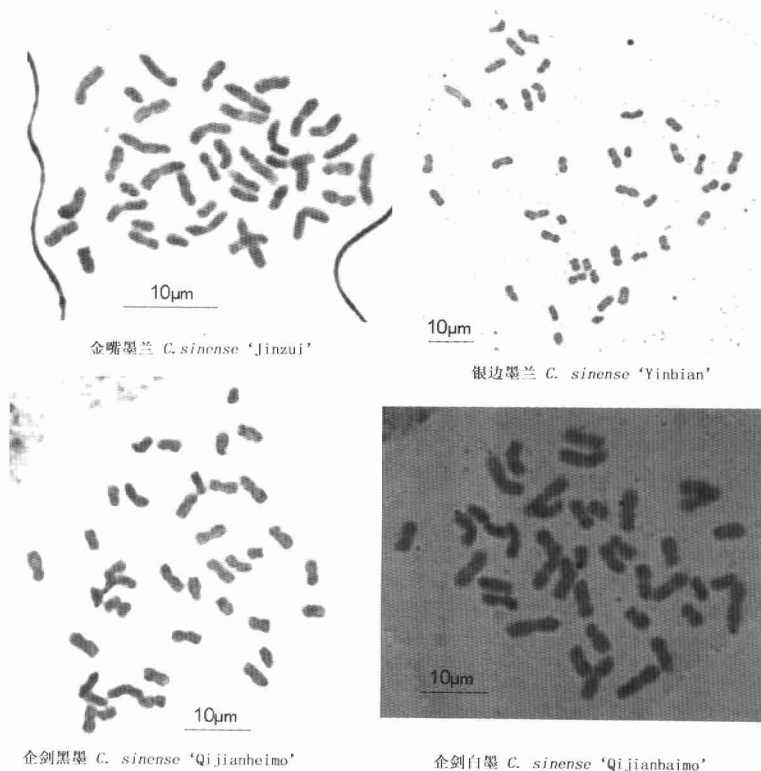 10μm
金嘴墨兰 C.sinense ‘Jinzui’
10μm
银边墨兰 C. sinense ‘Yinbian’
10μm
企剑黑墨 C. sinense ‘Qijianheimo’
10μm
企剑白墨 C. sinense ‘Qijianbaimo’